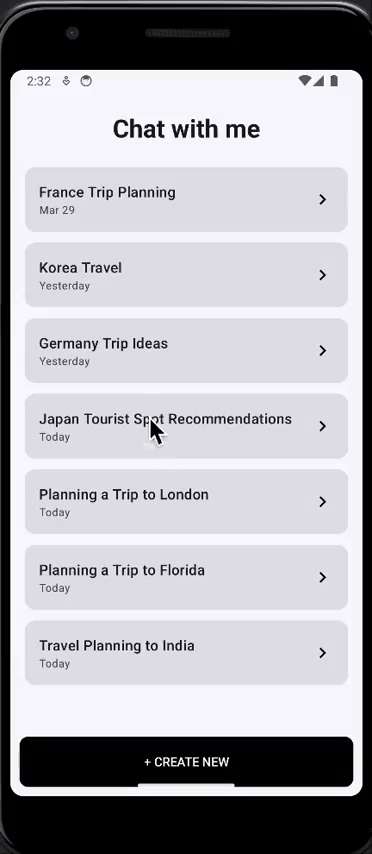 2:32
Chat with me
France Trip Planning
Mar 29
Korea Travel
Yesterday
Germany Trip Ideas
Yesterday
Japan Tourist Spot Recommendations
Today
Planning a Trip to London
Today
Planning a Trip to Florida
Today
Travel Planning to India
Today
+ CREATE NEW